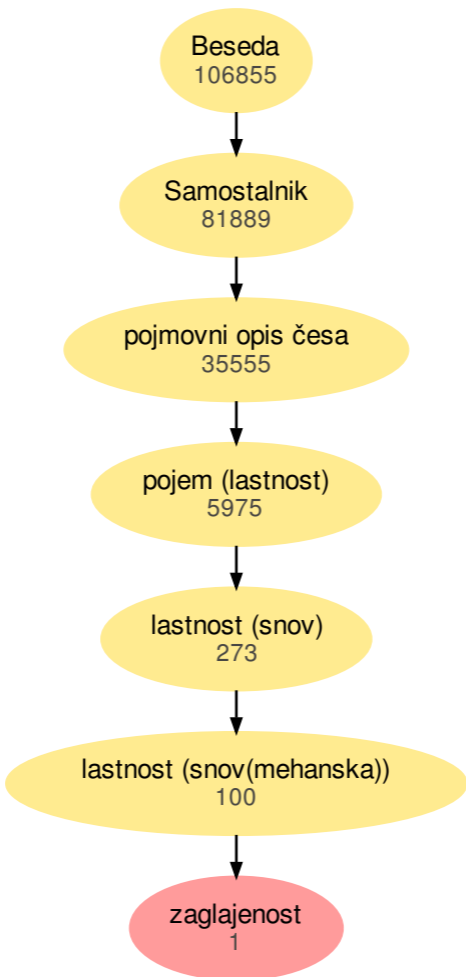 Beseda
106855
Samostalnik
81889
pojmovni opis česa
35555
pojem (lastnost)
5975
lastnost (snov)
273
lastnost (snov(mehanska))
100
zaglajenost
1